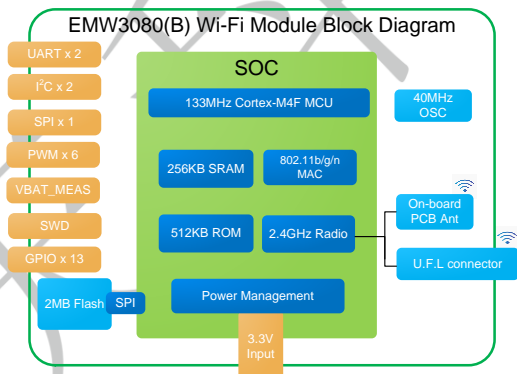 EMW3080(B) Wi-Fi Module Block Diagram
UART x 2
I²C x 2
SPI x 1
PWM x 6
VBAT_MEAS
SWD
GPIO x 13
2MB Flash
SPI
SOC
133MHz Cortex-M4F MCU
256KB SRAM
802.11b/g/n
MAC
512KB ROM
2.4GHz Radio
Power Management
3.3V
Input
40MHz
OSC
On-board
PCB Ant
U.F.L connector